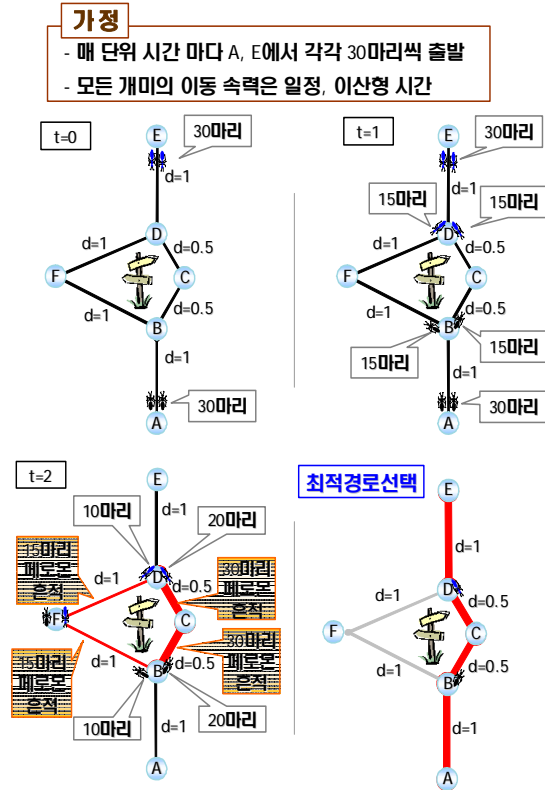 가정
- 매 단위 시간 마다 A, E에서 각각 30마리씩 출발
- 모든 개미의 이동 속력은 일정, 이산형 시간
t=0
E
30마리
d=1
D
d=1
d=0.5
F
C
d=1
d=0.5
B
d=1
30마리
A
t=1
E
30마리
d=1
15마리
15마리
D
d=1
d=0.5
F
C
d=1
d=0.5
B
15마리
15마리
d=1
30마리
A
t=2
E
10마리
d=1
20마리
15마리
페로몬
흔적
D
d=1
d=0.5
30마리
페로몬
흔적
F
C
15마리
페로몬
흔적
d=1
d=0.5
30마리
페로몬
흔적
B
10마리
d=1
20마리
A
최적경로선택
E
d=1
D
d=1
d=0.5
F
C
d=1
d=0.5
B
d=1
A